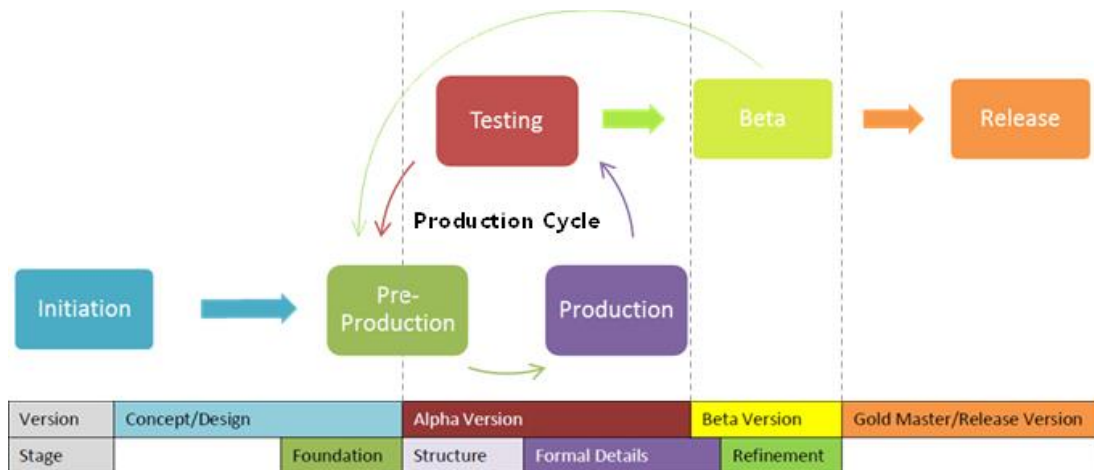 Testing
Beta
Release
Production Cycle
Initiation
Pre-
Production
Production
Version Concept/Design Alpha Version Beta Version Gold Master/Release Version
Stage Foundation Structure Formal Details Refinement